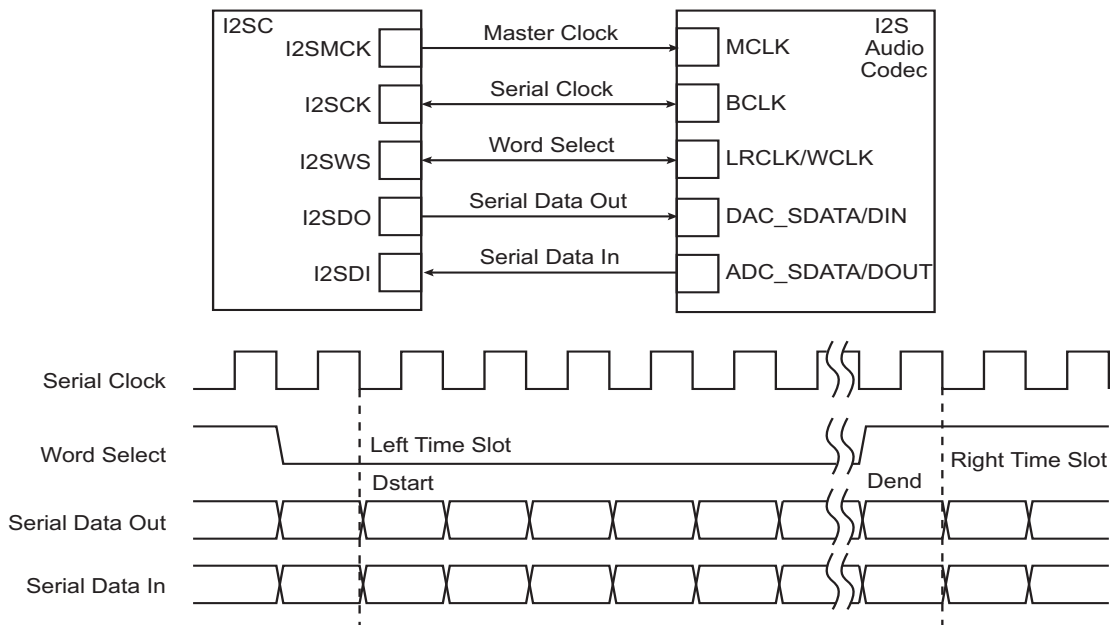 I2SC
I2S
Audio
Codec
I2SMCK
Master Clock
MCLK
I2SCK
Serial Clock
BCLK
I2SWS
Word Select
LRCLK/WCLK
I2SDO
Serial Data Out
DAC_SDATA/DIN
I2SDI
Serial Data In
ADC_SDATA/DOUT
Serial Clock
Word Select
Left Time Slot
Right Time Slot
Dstart
Dend
Serial Data Out
Serial Data In